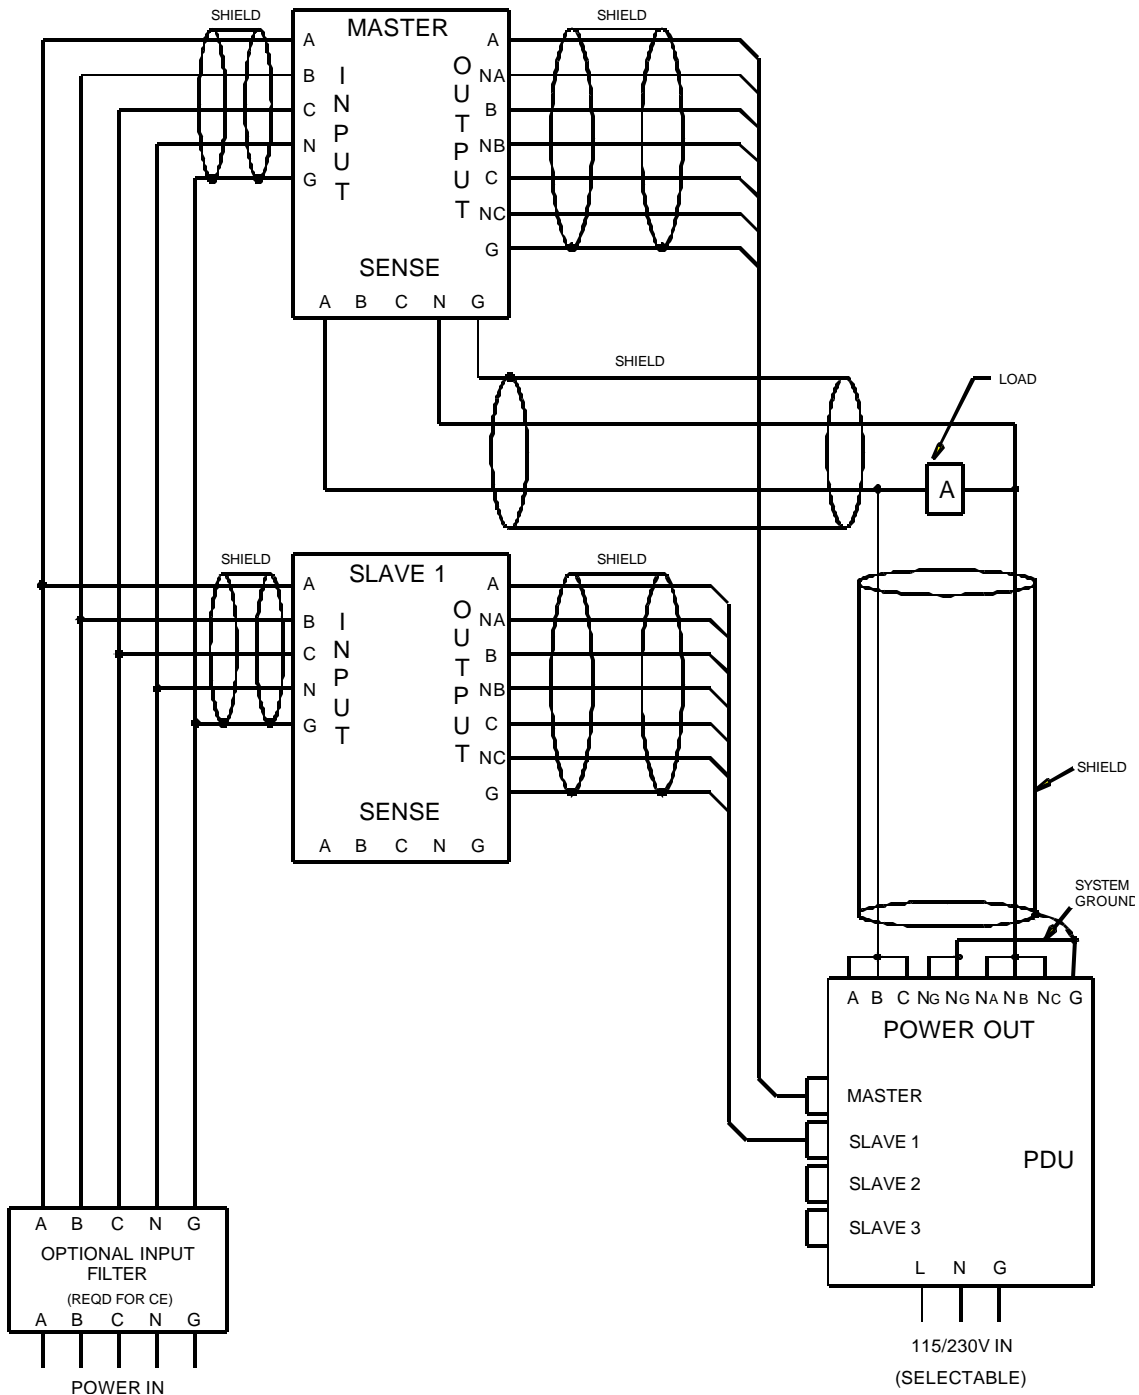 SHIELD
MASTER
SHIELD
A
B
C
N
G
INPUT
OUTPUT
A
NA
B
NB
C
NC
G
SENSE
A B C N G
SHIELD
LOAD
A
SHIELD
SLAVE 1
SHIELD
A
B
C
N
G
INPUT
OUTPUT
A
NA
B
NB
C
NC
G
SENSE
A B C N G
SHIELD
SYSTEM
GROUND
A B C NG NG NA NB NC G
POWER OUT
MASTER
SLAVE 1
PDU
SLAVE 2
SLAVE 3
L N G
115/230V IN
(SELECTABLE)
A B C N G
OPTIONAL INPUT
FILTER
(REQD FOR CE)
A B C N G
POWER IN